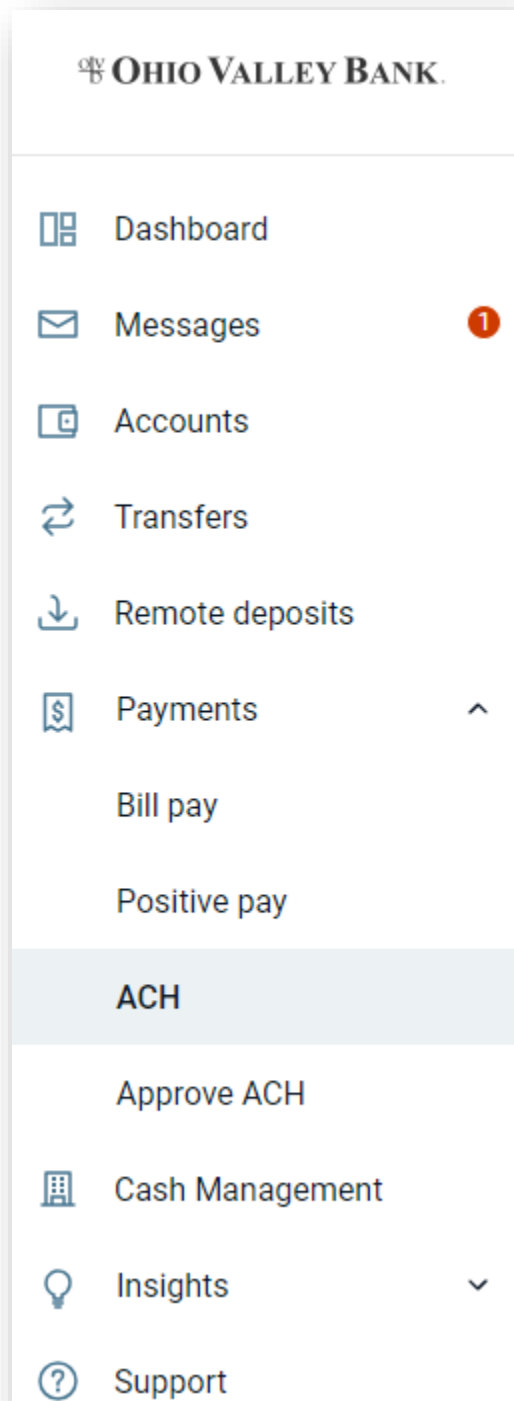 OVB OHIO VALLEY BANK.
Dashboard
Messages 1
Accounts
Transfers
Remote deposits
Payments
Bill pay
Positive pay
ACH
Approve ACH
Cash Management
Insights
Support